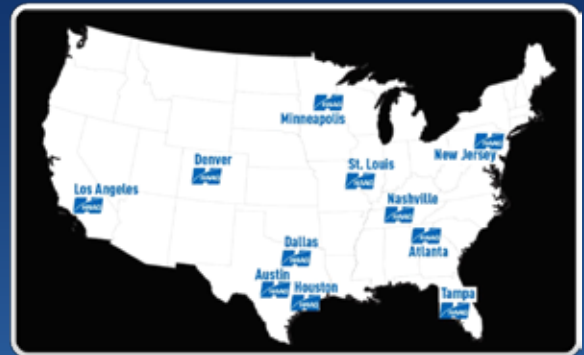 Minneapolis
New Jersey
Denver
St. Louis
Los Angeles
Nashville
Dallas
Atlanta
Austin
Houston
Tampa